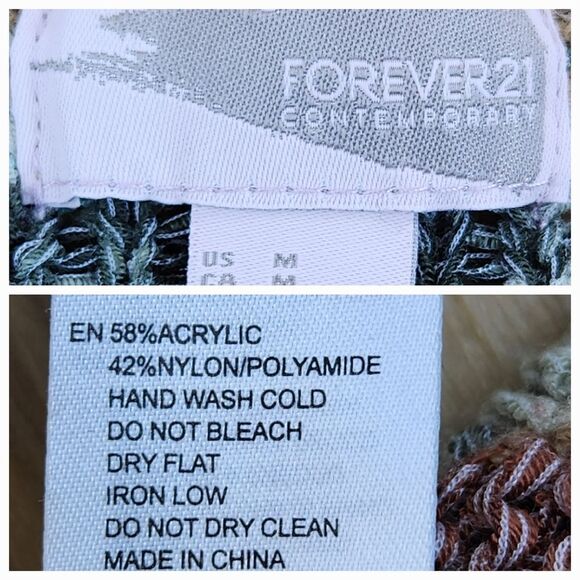 FOREVER21
CONTEMPORARY
US M
CA M
EN 58%ACRYLIC
42%NYLON/POLYAMIDE
HAND WASH COLD
DO NOT BLEACH
DRY FLAT
IRON LOW
DO NOT DRY CLEAN
MADE IN CHINA